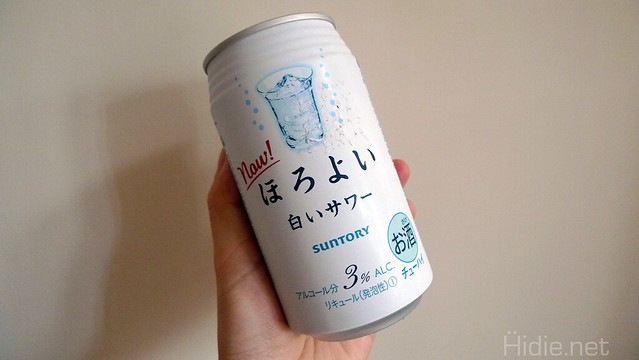 New!
ほろよい
白いサワー
SUNTORY
お酒
チューハイ
アルコール分 3% ALC.
リキュール(発泡性)①
Hidie.net